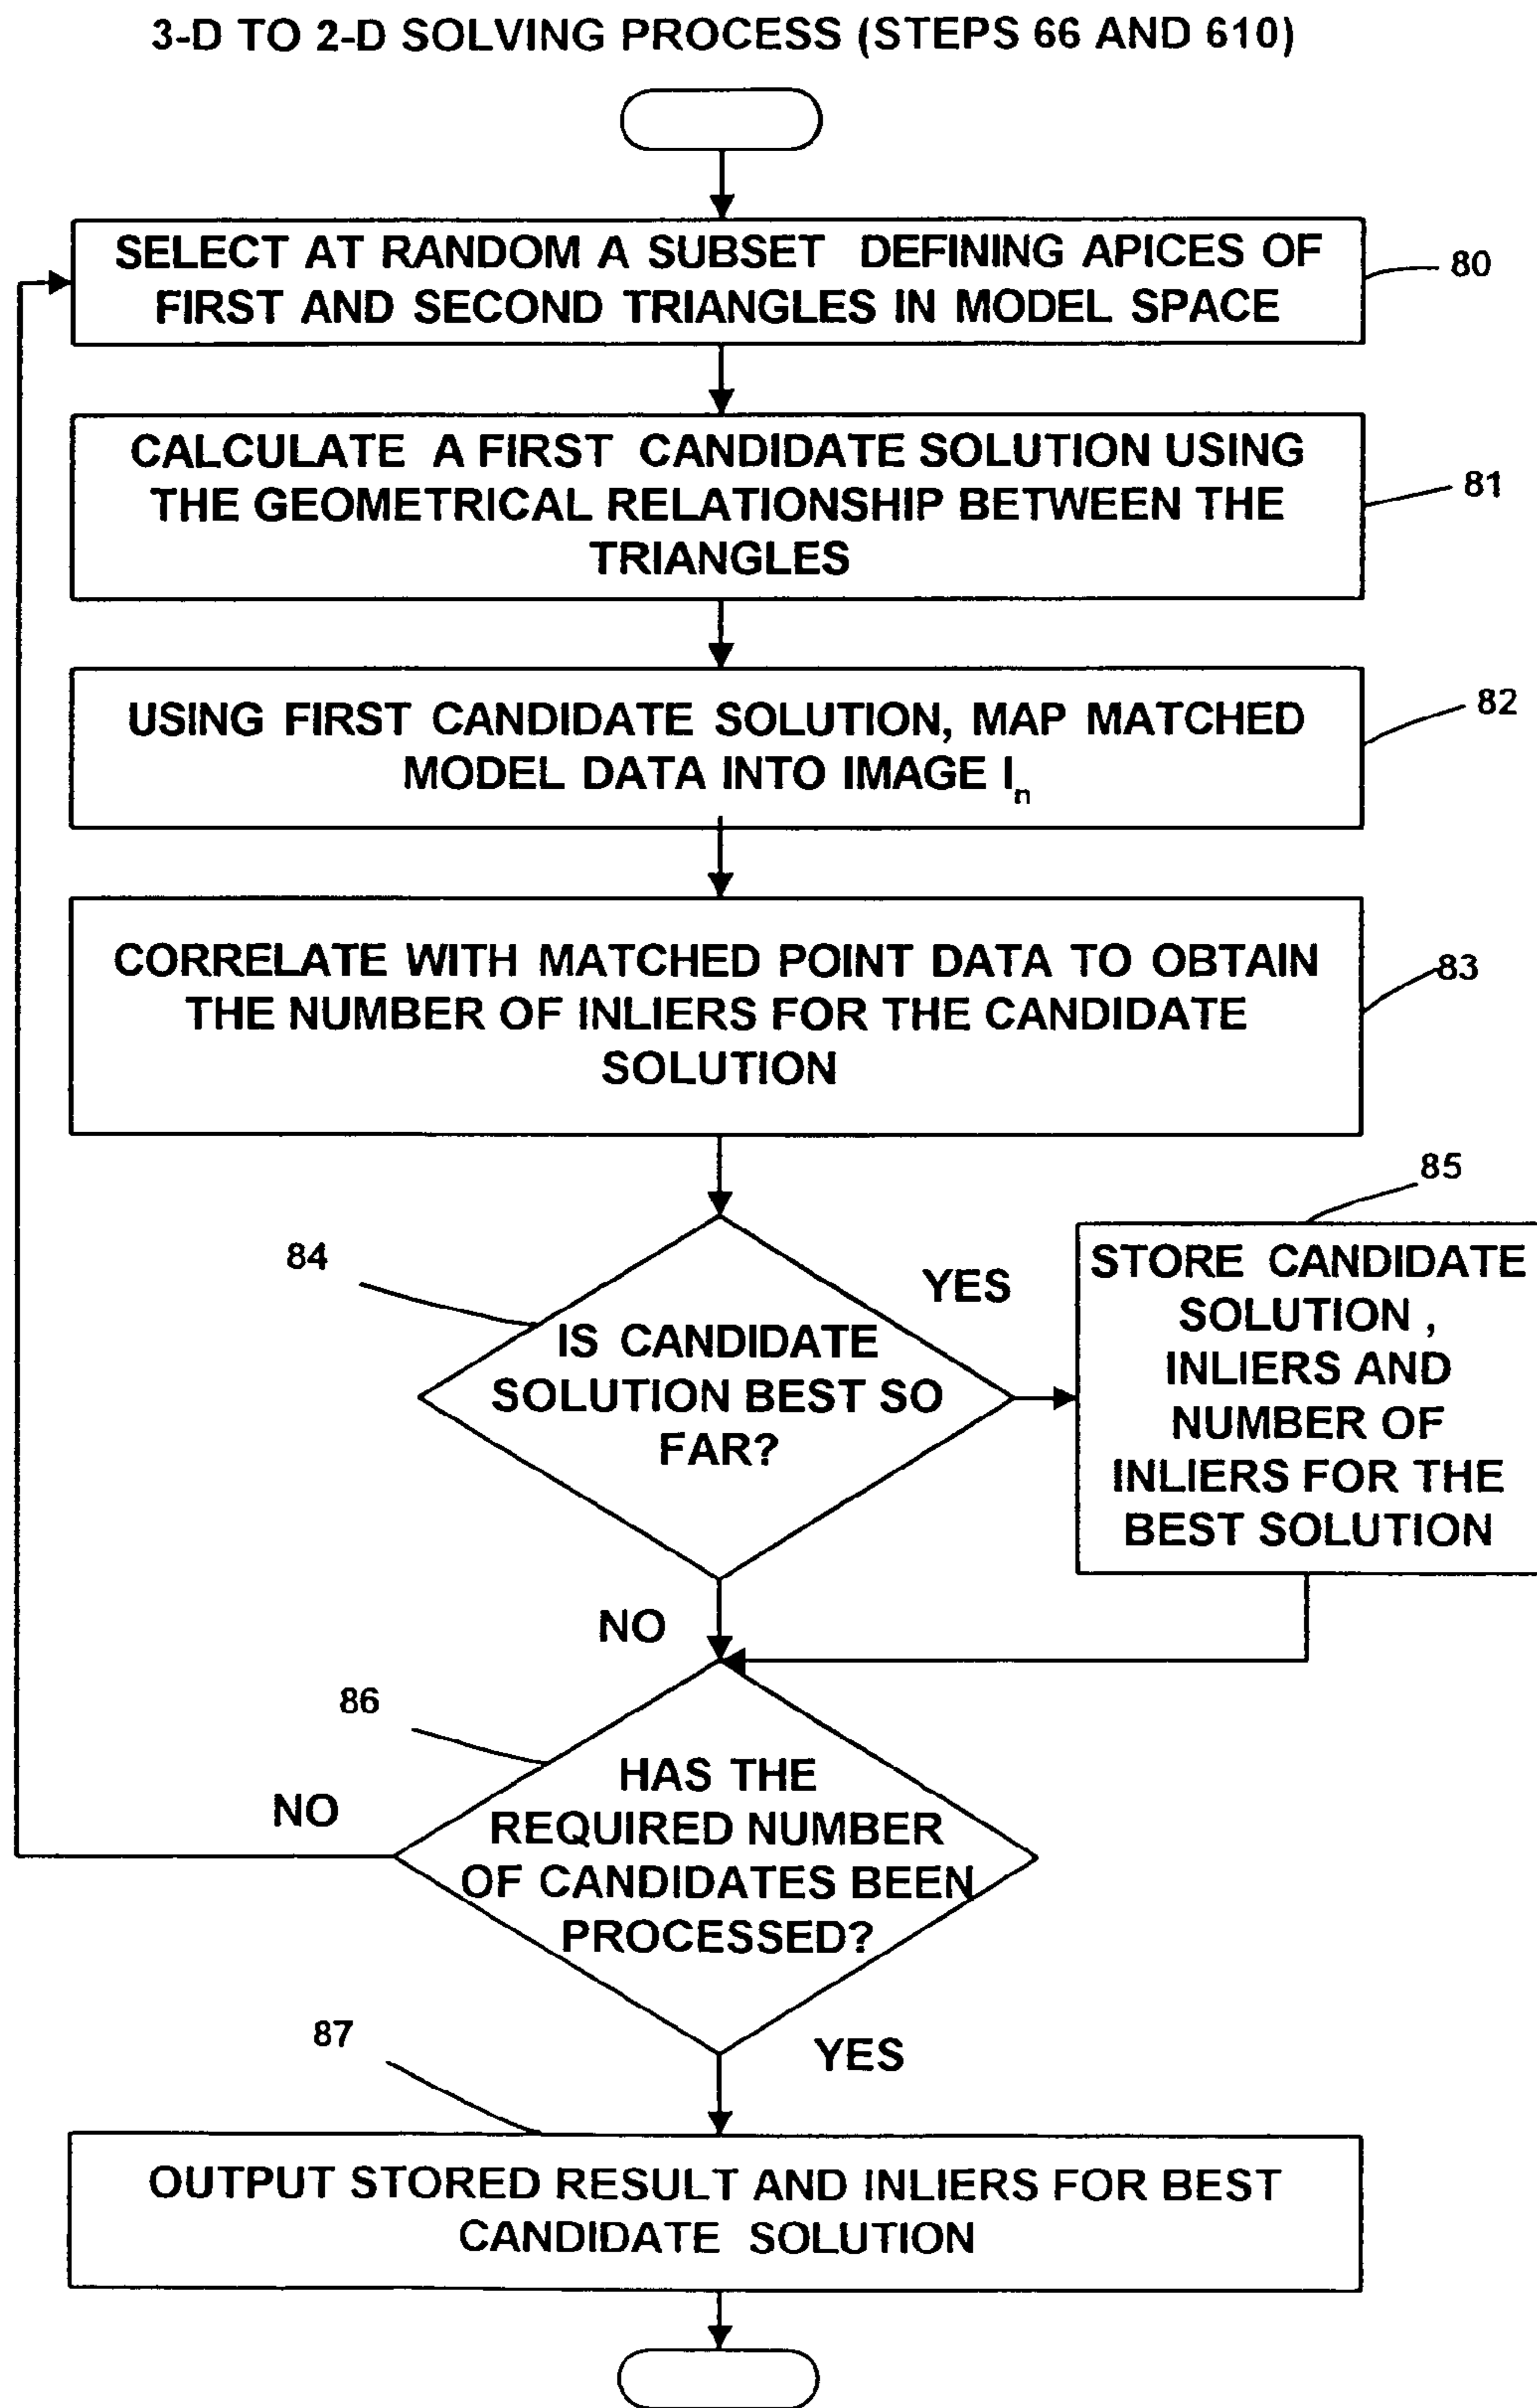 3-D TO 2-D SOLVING PROCESS (STEPS 66 AND 610)
SELECT AT RANDOM A SUBSET DEFINING APICES OF
FIRST AND SECOND TRIANGLES IN MODEL SPACE
80
CALCULATE A FIRST CANDIDATE SOLUTION USING
THE GEOMETRICAL RELATIONSHIP BETWEEN THE
TRIANGLES
81
USING FIRST CANDIDATE SOLUTION, MAP MATCHED
MODEL DATA INTO IMAGE In
82
CORRELATE WITH MATCHED POINT DATA TO OBTAIN
THE NUMBER OF INLIERS FOR THE CANDIDATE
SOLUTION
83
84
IS CANDIDATE
SOLUTION BEST SO
FAR?
YES
85
STORE CANDIDATE
SOLUTION ,
INLIERS AND
NUMBER OF
INLIERS FOR THE
BEST SOLUTION
NO
86
HAS THE
REQUIRED NUMBER
OF CANDIDATES BEEN
PROCESSED?
NO
YES
87
OUTPUT STORED RESULT AND INLIERS FOR BEST
CANDIDATE SOLUTION